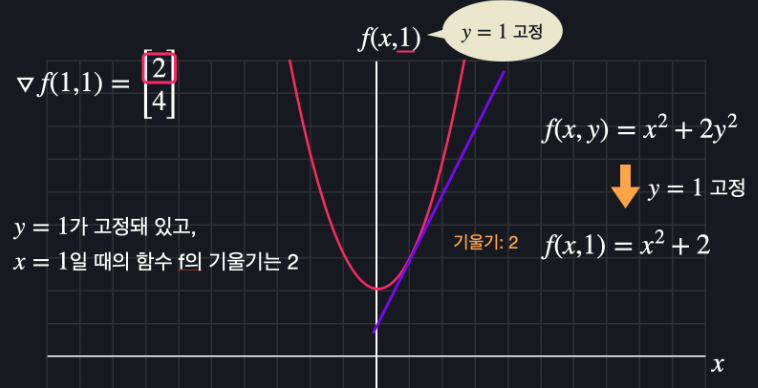 f(x,1)
y = 1 고정
∇f(1,1) = [2 4]
f(x, y) = x² + 2y²
y = 1 고정
y = 1가 고정돼 있고,
x = 1일 때의 함수 f의 기울기는 2
기울기: 2
f(x,1) = x² + 2
x